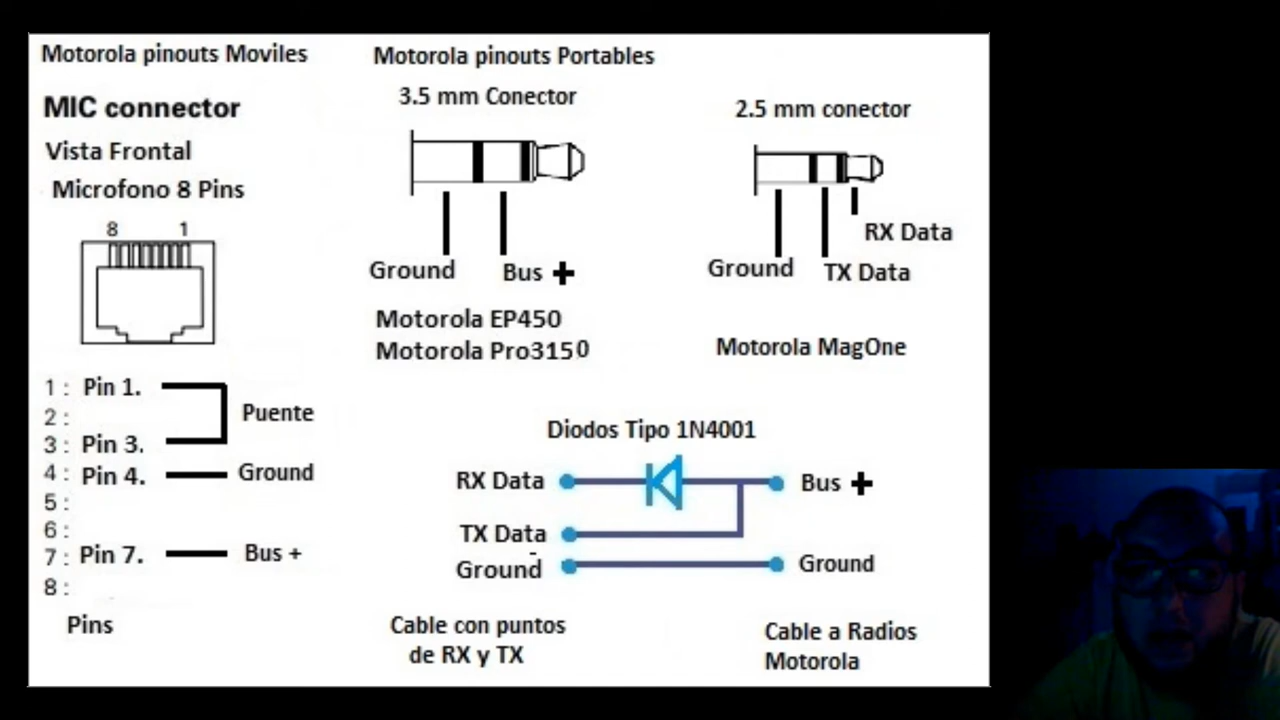 Motorola pinouts Moviles
MIC connector
Vista Frontal
Microfono 8 Pins
8 1
1 : Pin 1.
2 :
Puente
3 : Pin 3.
4 : Pin 4. Ground
5 :
6 :
7 : Pin 7. Bus +
8 :
Pins
Motorola pinouts Portables
3.5 mm Conector
Ground Bus +
Motorola EP450
Motorola Pro3150
2.5 mm conector
RX Data
Ground TX Data
Motorola MagOne
Diodos Tipo 1N4001
RX Data Bus +
TX Data
Ground Ground
Cable con puntos
de RX y TX
Cable a Radios
Motorola